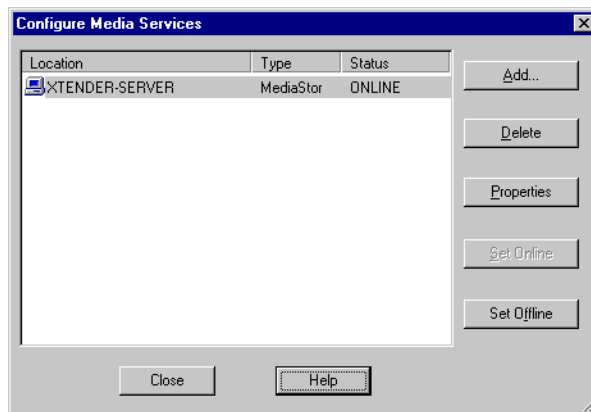 Configure Media Services
Location Type Status
XTENDER-SERVER MediaStor ONLINE
Add...
Delete
Properties
Set Online
Set Offline
Close Help